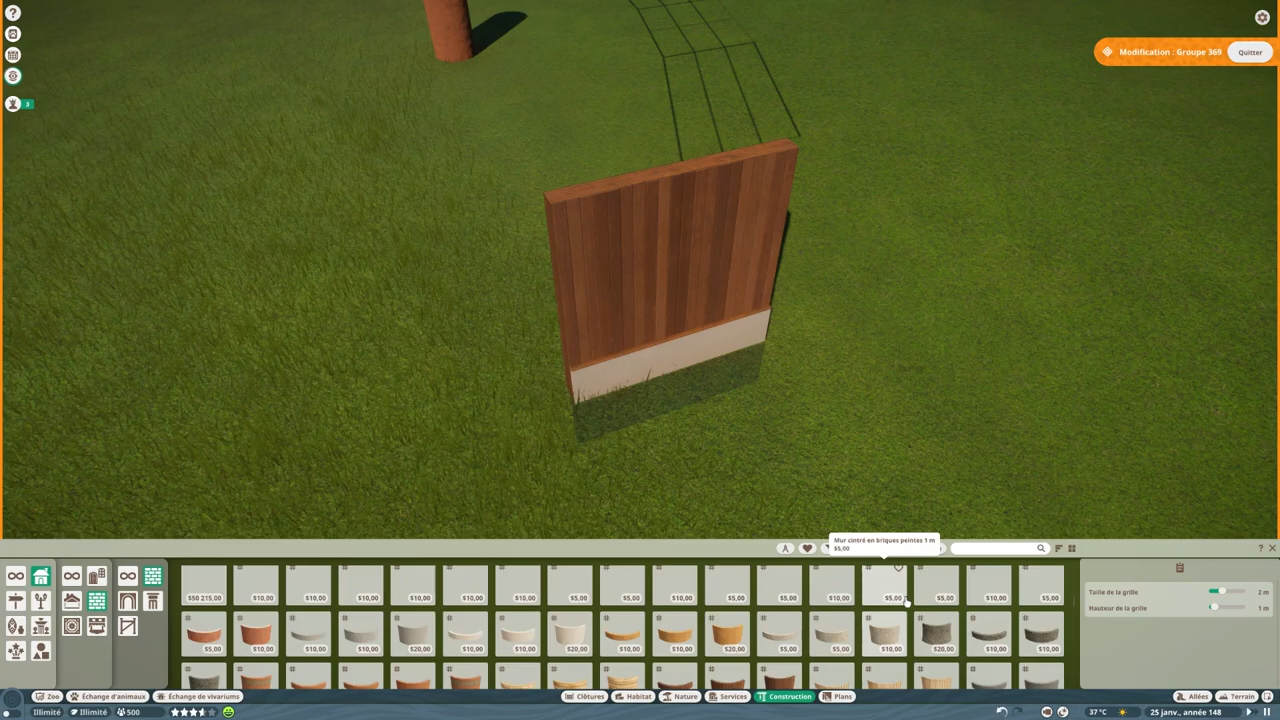 ?
3
Modification : Groupe 369
Quitter
Mur cintré en briques peintes 1 m
$5,00
? ×
$50 215,00 $10,00 $10,00 $10,00 $10,00 $10,00 $10,00 $5,00 $10,00 $5,00 $5,00 $5,00 $10,00 $5,00 $5,00 $10,00 $5,00
$5,00 $10,00 $10,00 $10,00 $20,00 $10,00 $10,00 $20,00 $10,00 $10,00 $20,00 $5,00 $5,00 $10,00 $20,00 $10,00 $10,00
Taille de la grille 2 m
Hauteur de la grille 1 m
Zoo Échange d'animaux Échange de vivariums Clôtures Habitat Nature Services Construction Plans Allées Terrain
Illimité Illimité 500 37 °C 25 janv., année 148